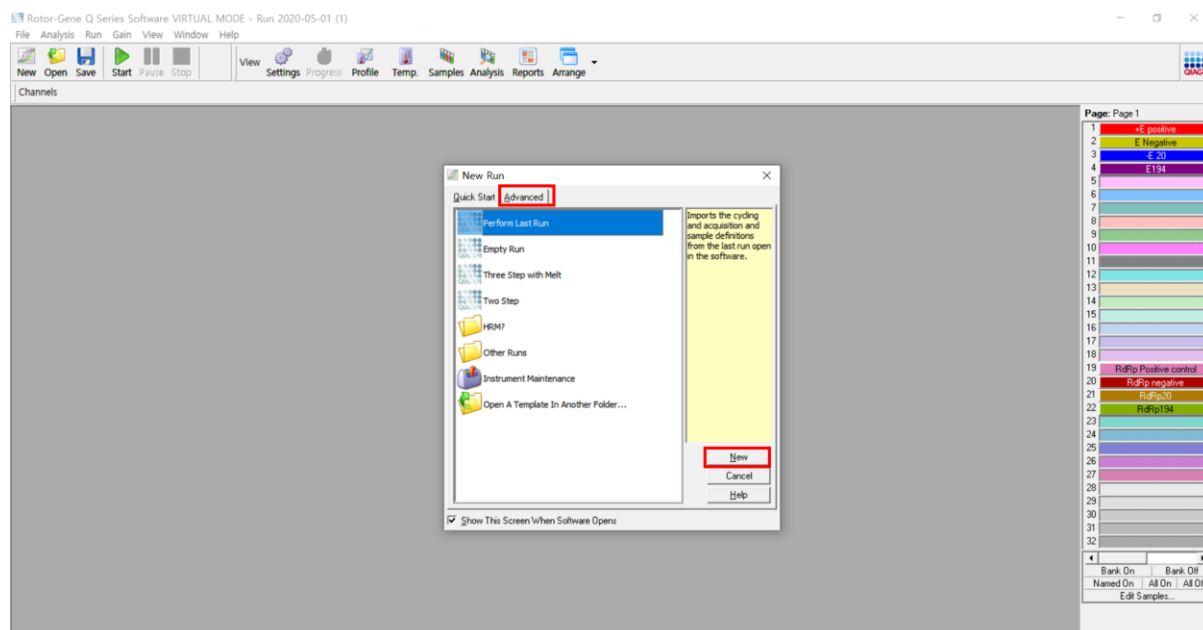 Rotor-Gene Q Series Software VIRTUAL MODE - Run 2020-05-01 (1)
File Analysis Run Gain View Window Help
New Open Save Start Pause Stop View Settings Progress Profile Temp. Samples Analysis Reports Arrange
Channels
New Run
Quick Start Advanced
Perform Last Run
Empty Run
Three Step with Melt
Two Step
HRM?
Other Runs
Instrument Maintenance
Open A Template In Another Folder...
Imports the cycling
and acquisition and
sample definitions
from the last run open
in the software.
New
Cancel
Help
Show This Screen When Software Opens
Page: Page 1
1 +E positive
2 E Negative
3 -E 20
4 E194
5
6
7
8
9
10
11
12
13
14
15
16
17
18
19 RdRp Positive control
20 RdRp negative
21 RdRp20
22 RdRp194
23
24
25
26
27
28
29
30
31
32
Bank On Bank Off
Named On All On All Of
Edit Samples...